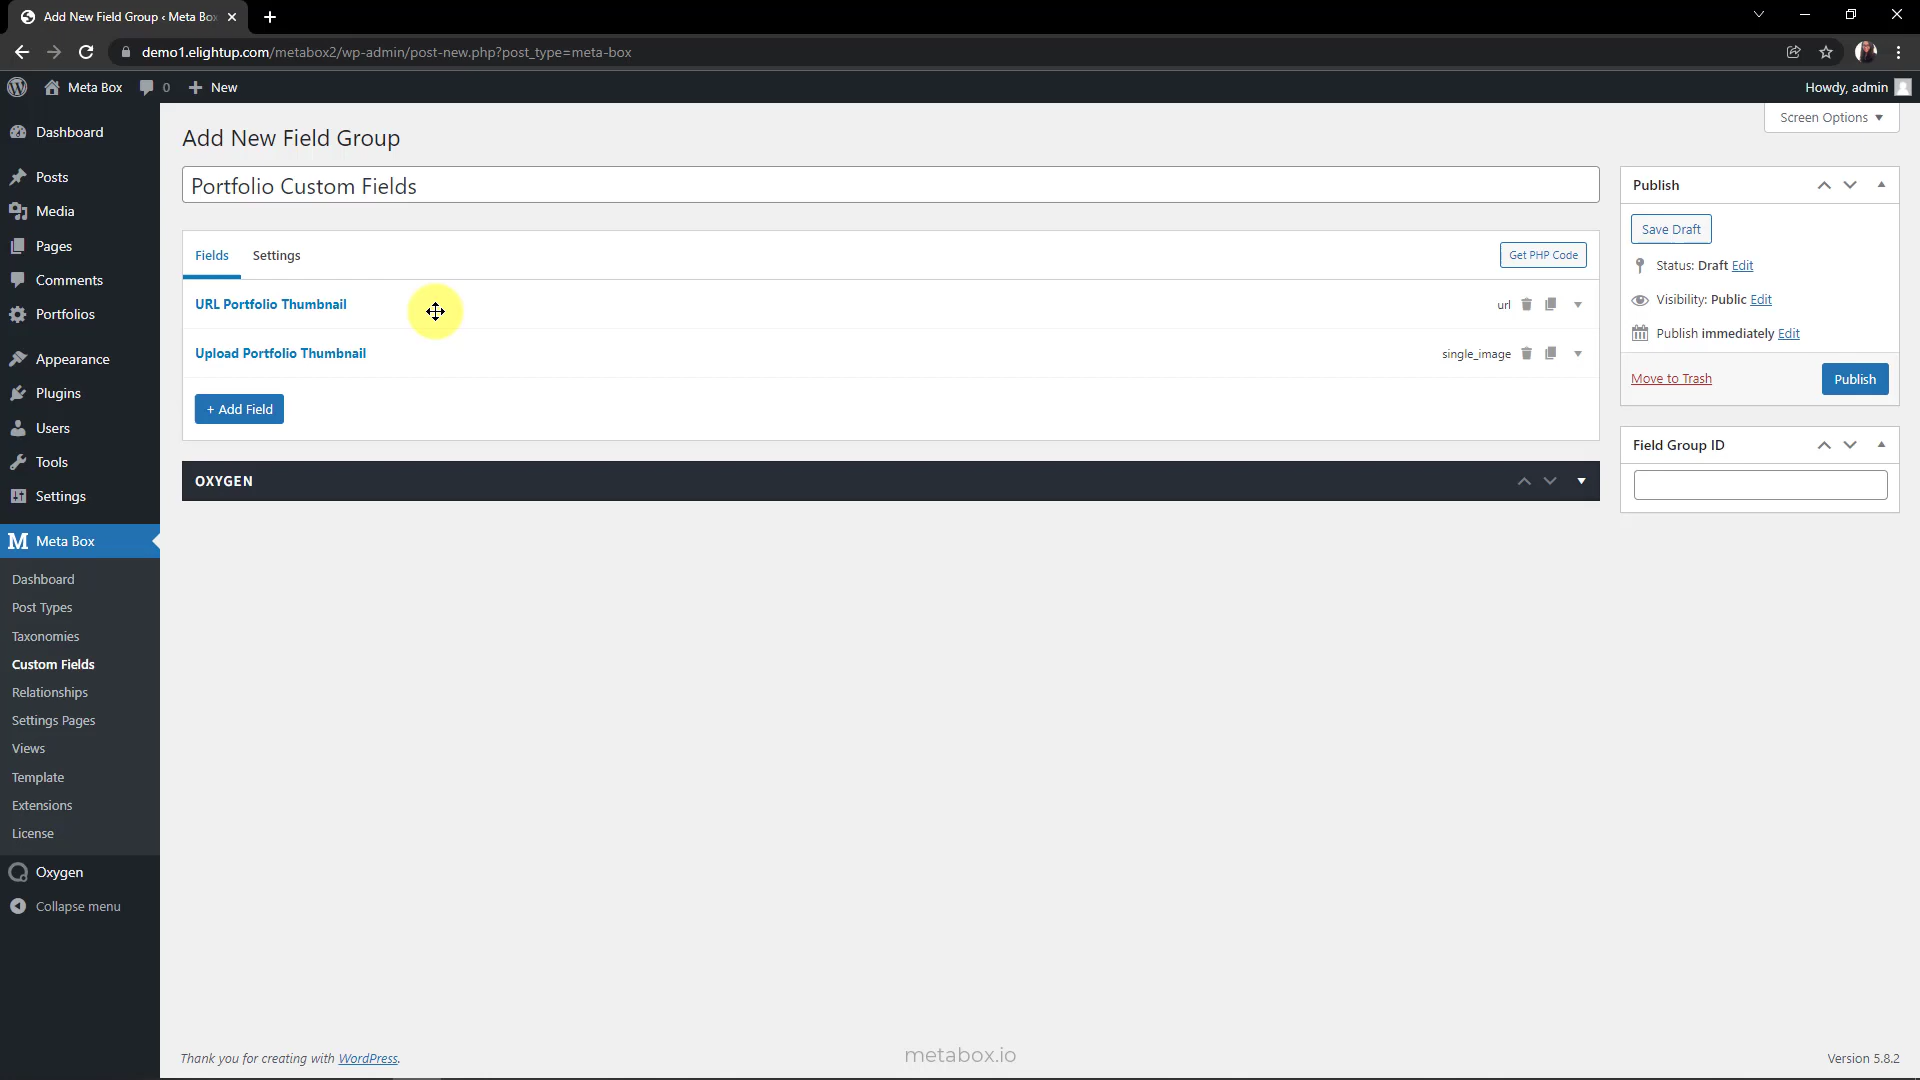 Add New Field Group ‹ Meta Box
demo1.elightup.com/metabox2/wp-admin/post-new.php?post_type=meta-box
Meta Box
0
New
Howdy, admin
Screen Options
Dashboard
Posts
Media
Pages
Comments
Portfolios
Appearance
Plugins
Users
Tools
Settings
Meta Box
Dashboard
Post Types
Taxonomies
Custom Fields
Relationships
Settings Pages
Views
Template
Extensions
License
Oxygen
Collapse menu
Add New Field Group
Portfolio Custom Fields
Fields
Settings
Get PHP Code
URL Portfolio Thumbnail
url
Upload Portfolio Thumbnail
single_image
+ Add Field
OXYGEN
Publish
Save Draft
Status: Draft Edit
Visibility: Public Edit
Publish immediately Edit
Move to Trash
Publish
Field Group ID
Thank you for creating with WordPress.
metabox.io
Version 5.8.2